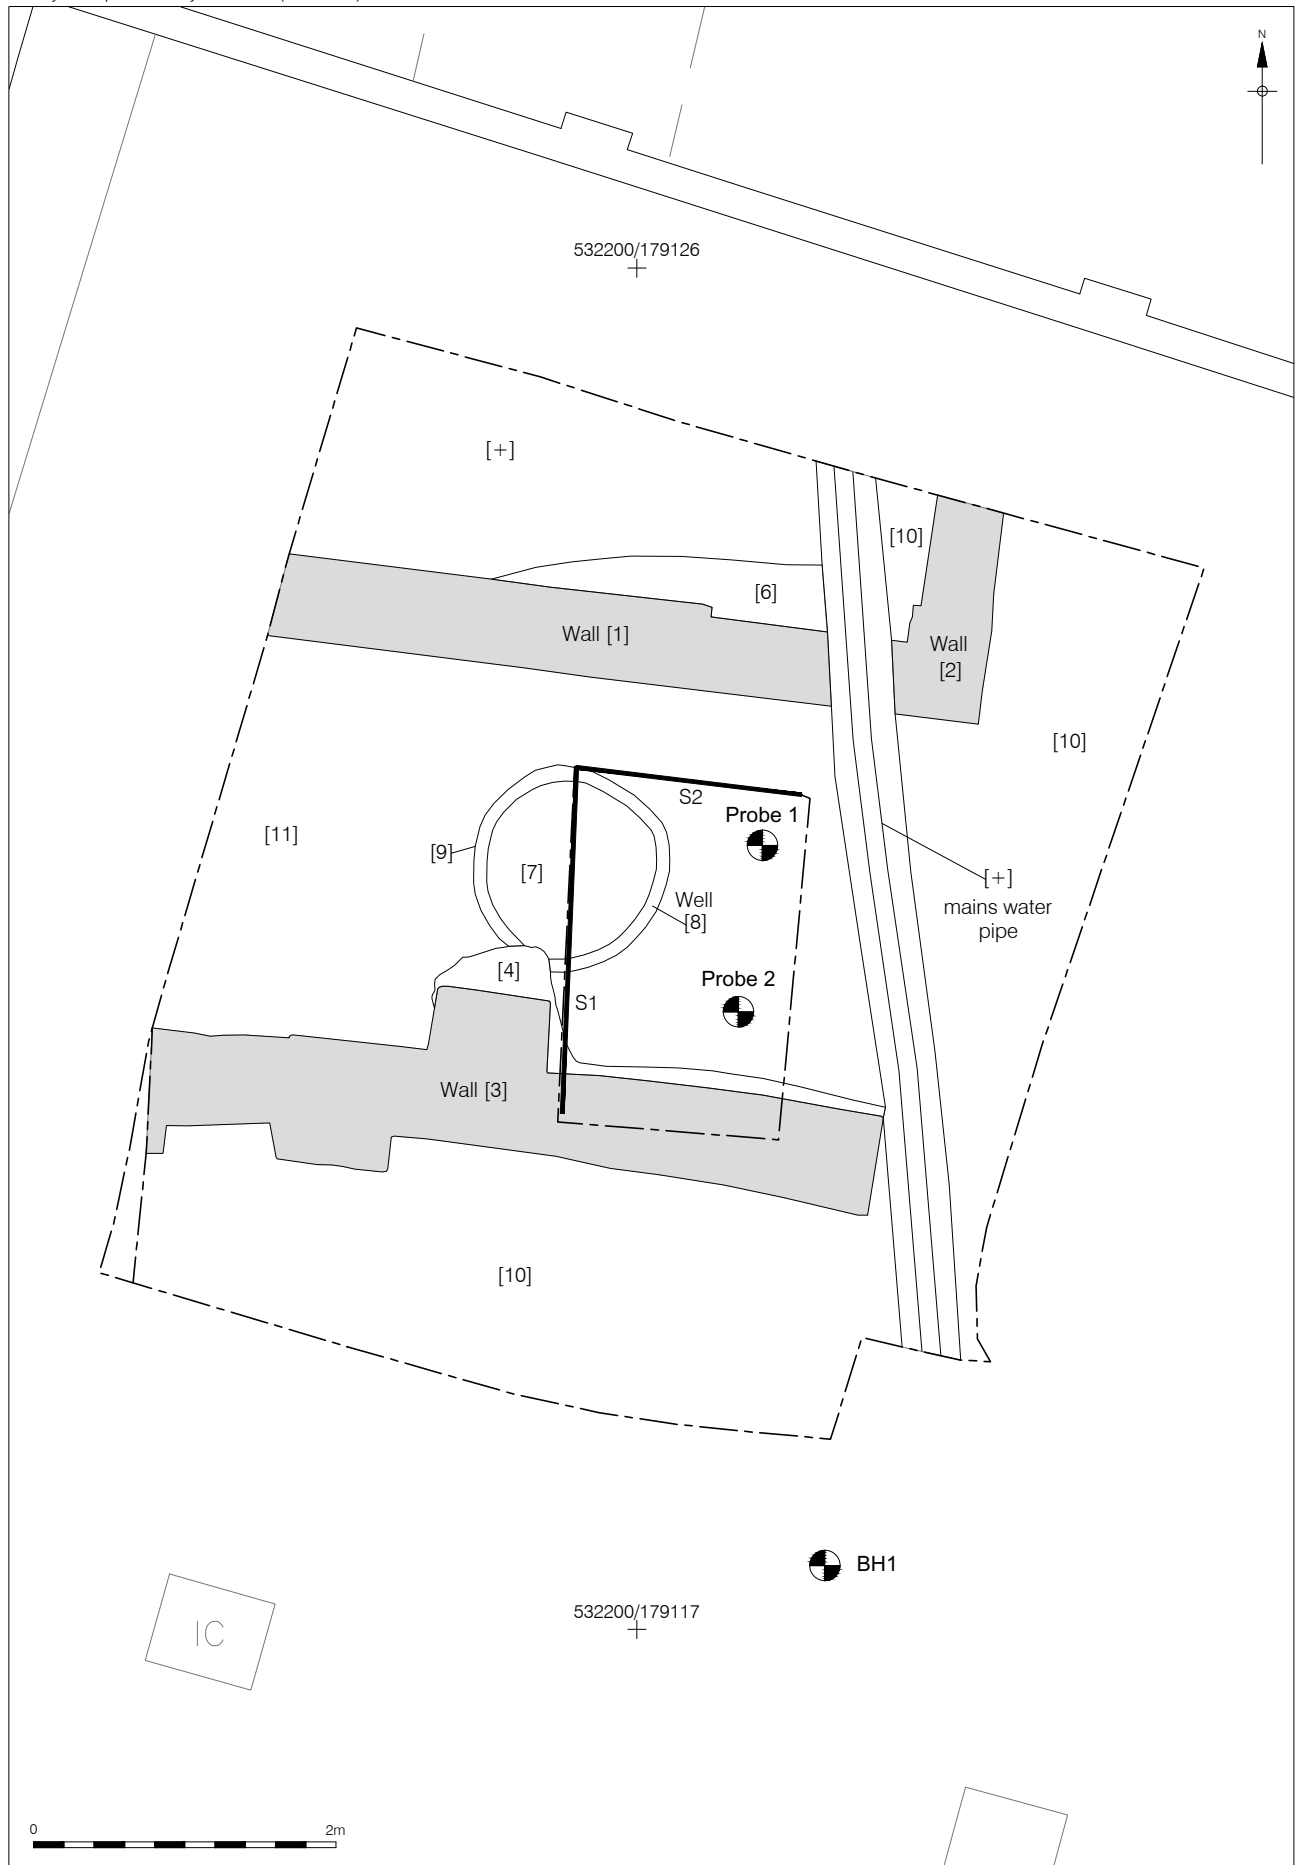 N
532200/179126
[+]
[10]
[6]
Wall [1]
Wall
[2]
[10]
S2
Probe 1
[11]
[9]
[7]
Well
[8]
[+]
mains water
pipe
[4]
Probe 2
S1
Wall [3]
[10]
BH1
532200/179117
IC
0 2m